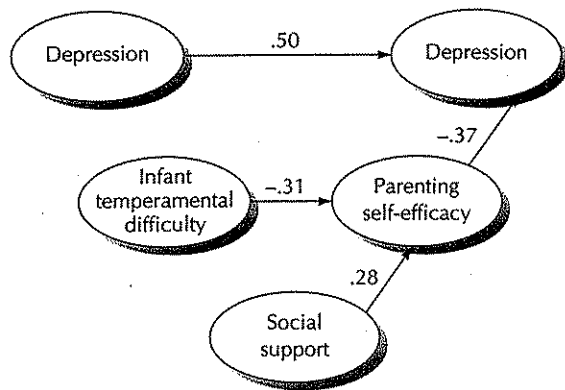 .50
Depression
Depression
-.37
Infant
temperamental
difficulty
-.31
Parenting
self-efficacy
.28
Social
support